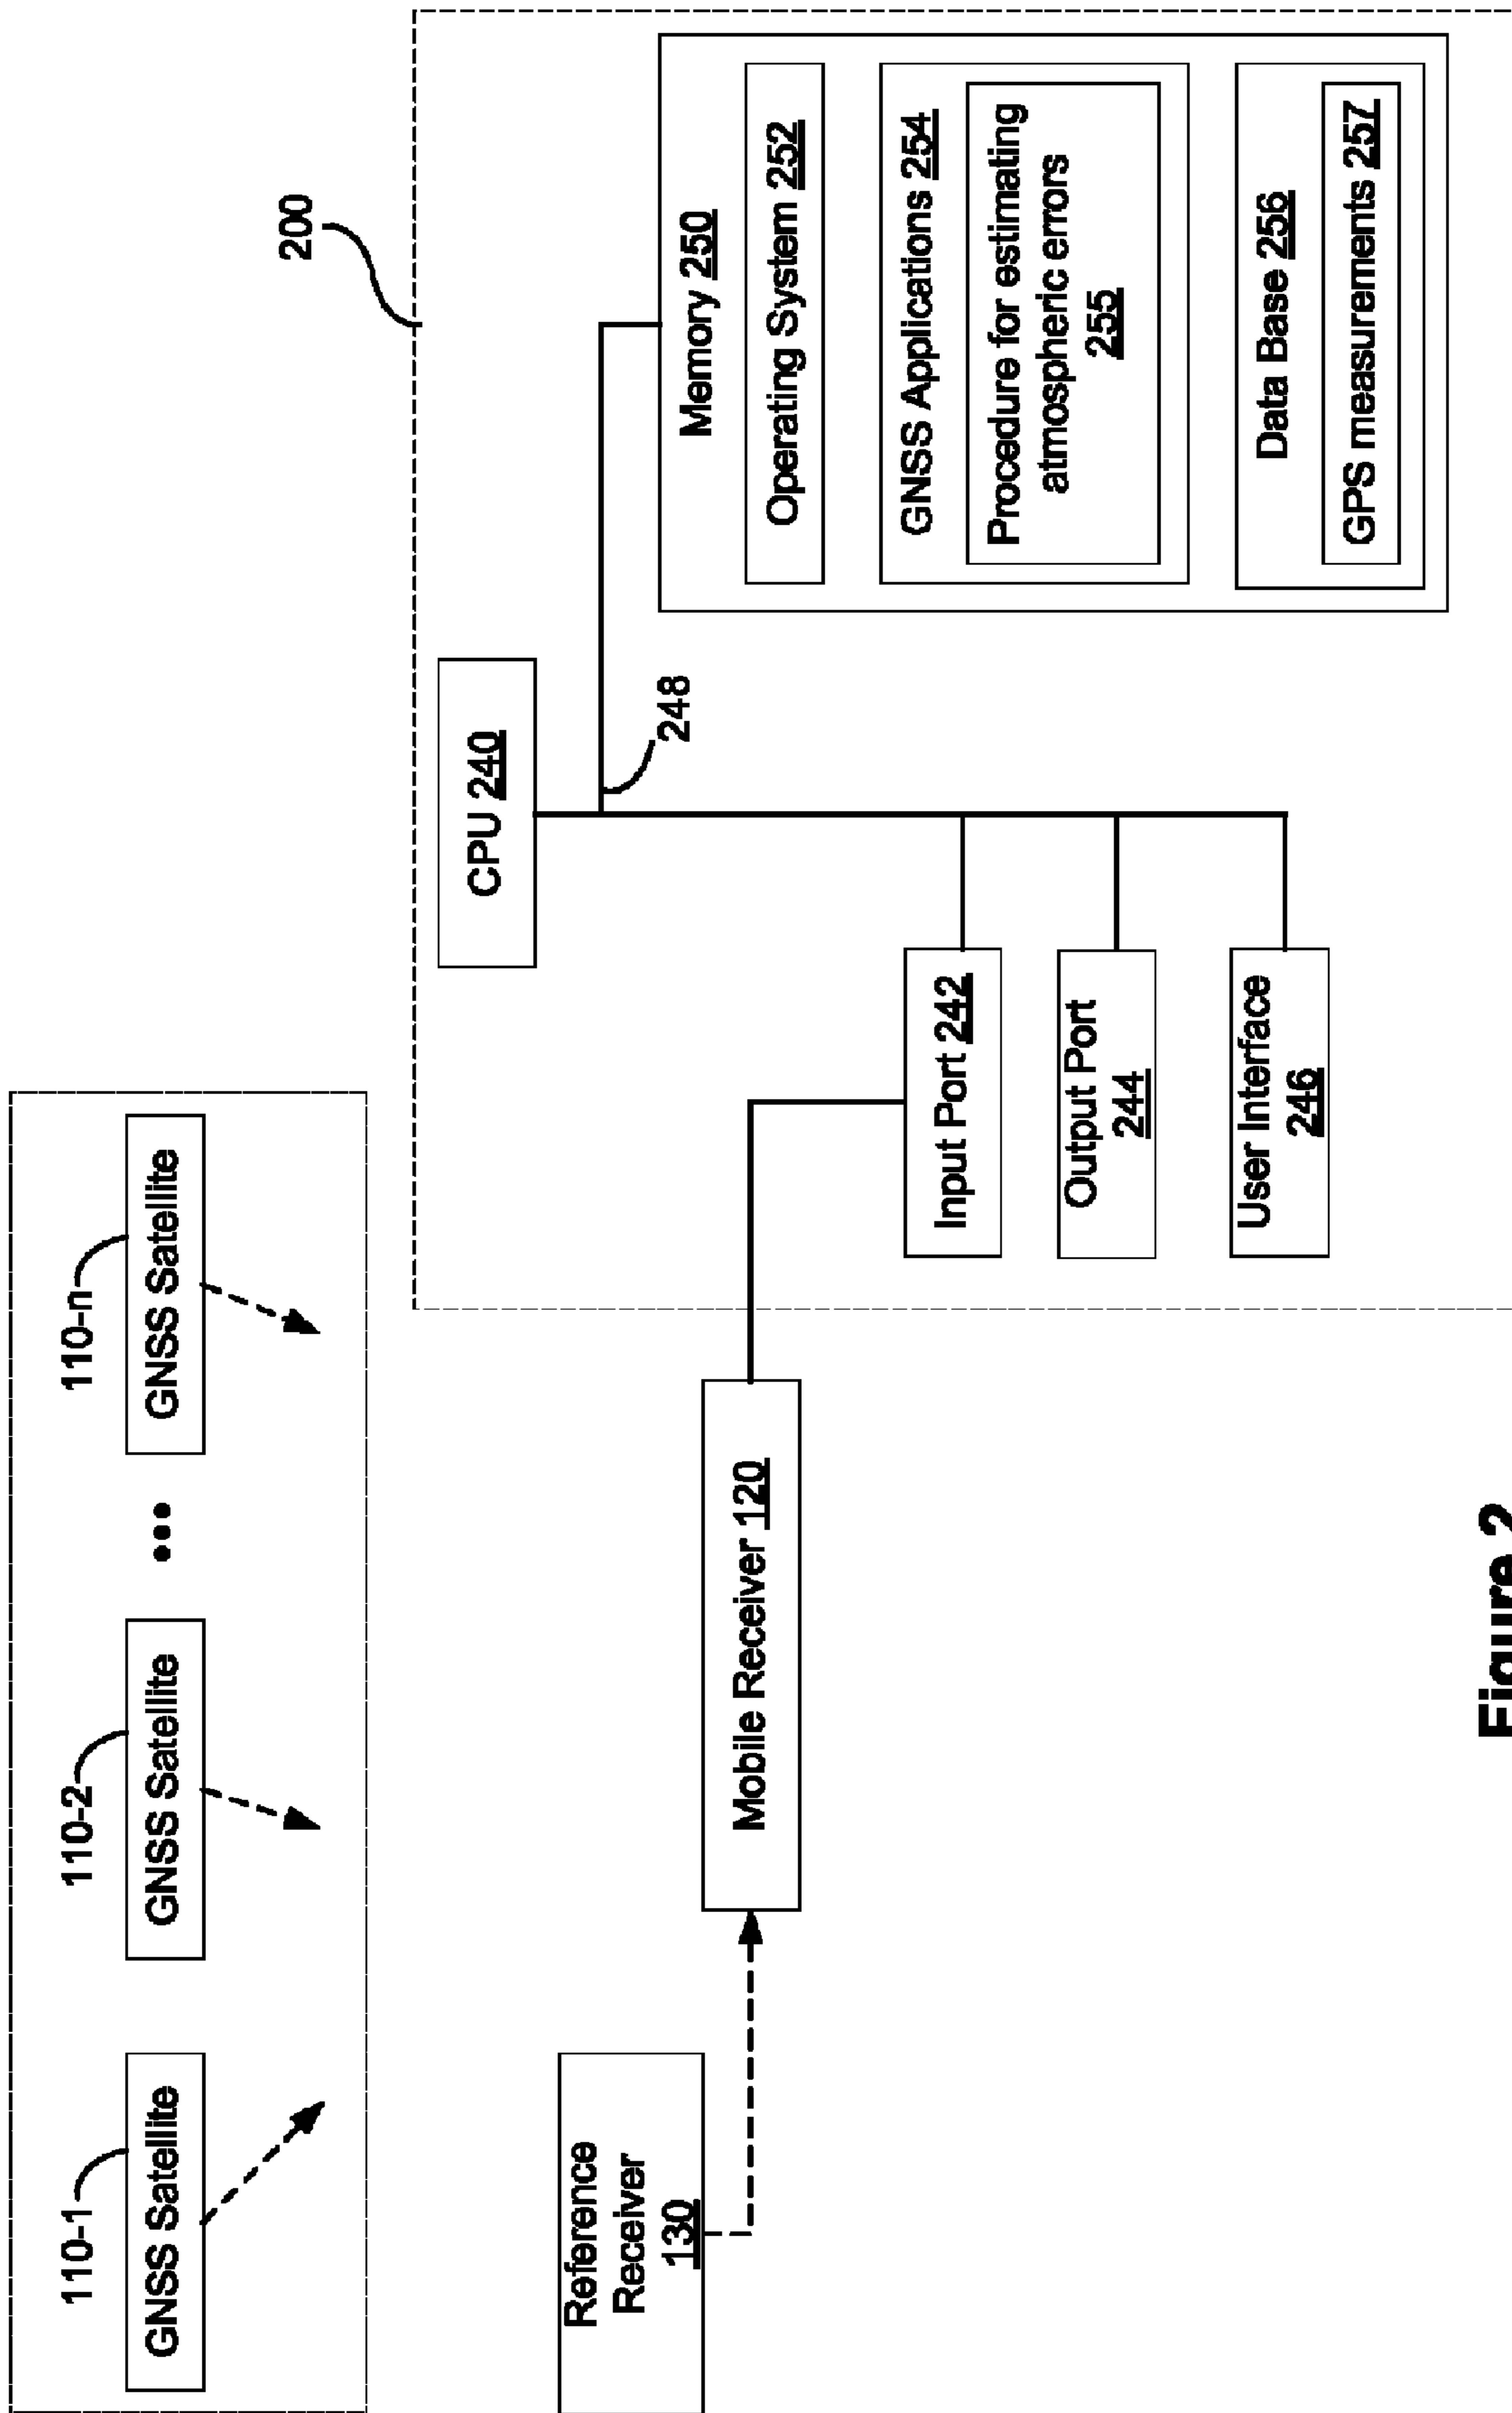 110-1
110-2
110-n
GNSS Satellite
GNSS Satellite
•••
GNSS Satellite
200
Reference
Receiver
130
Mobile Receiver 120
CPU 240
248
Input Port 242
Output Port
244
User Interface
246
Memory 250
Operating System 252
GNSS Applications 254
Procedure for estimating
atmospheric errors
255
Data Base 256
GPS measurements 257
Figure 2